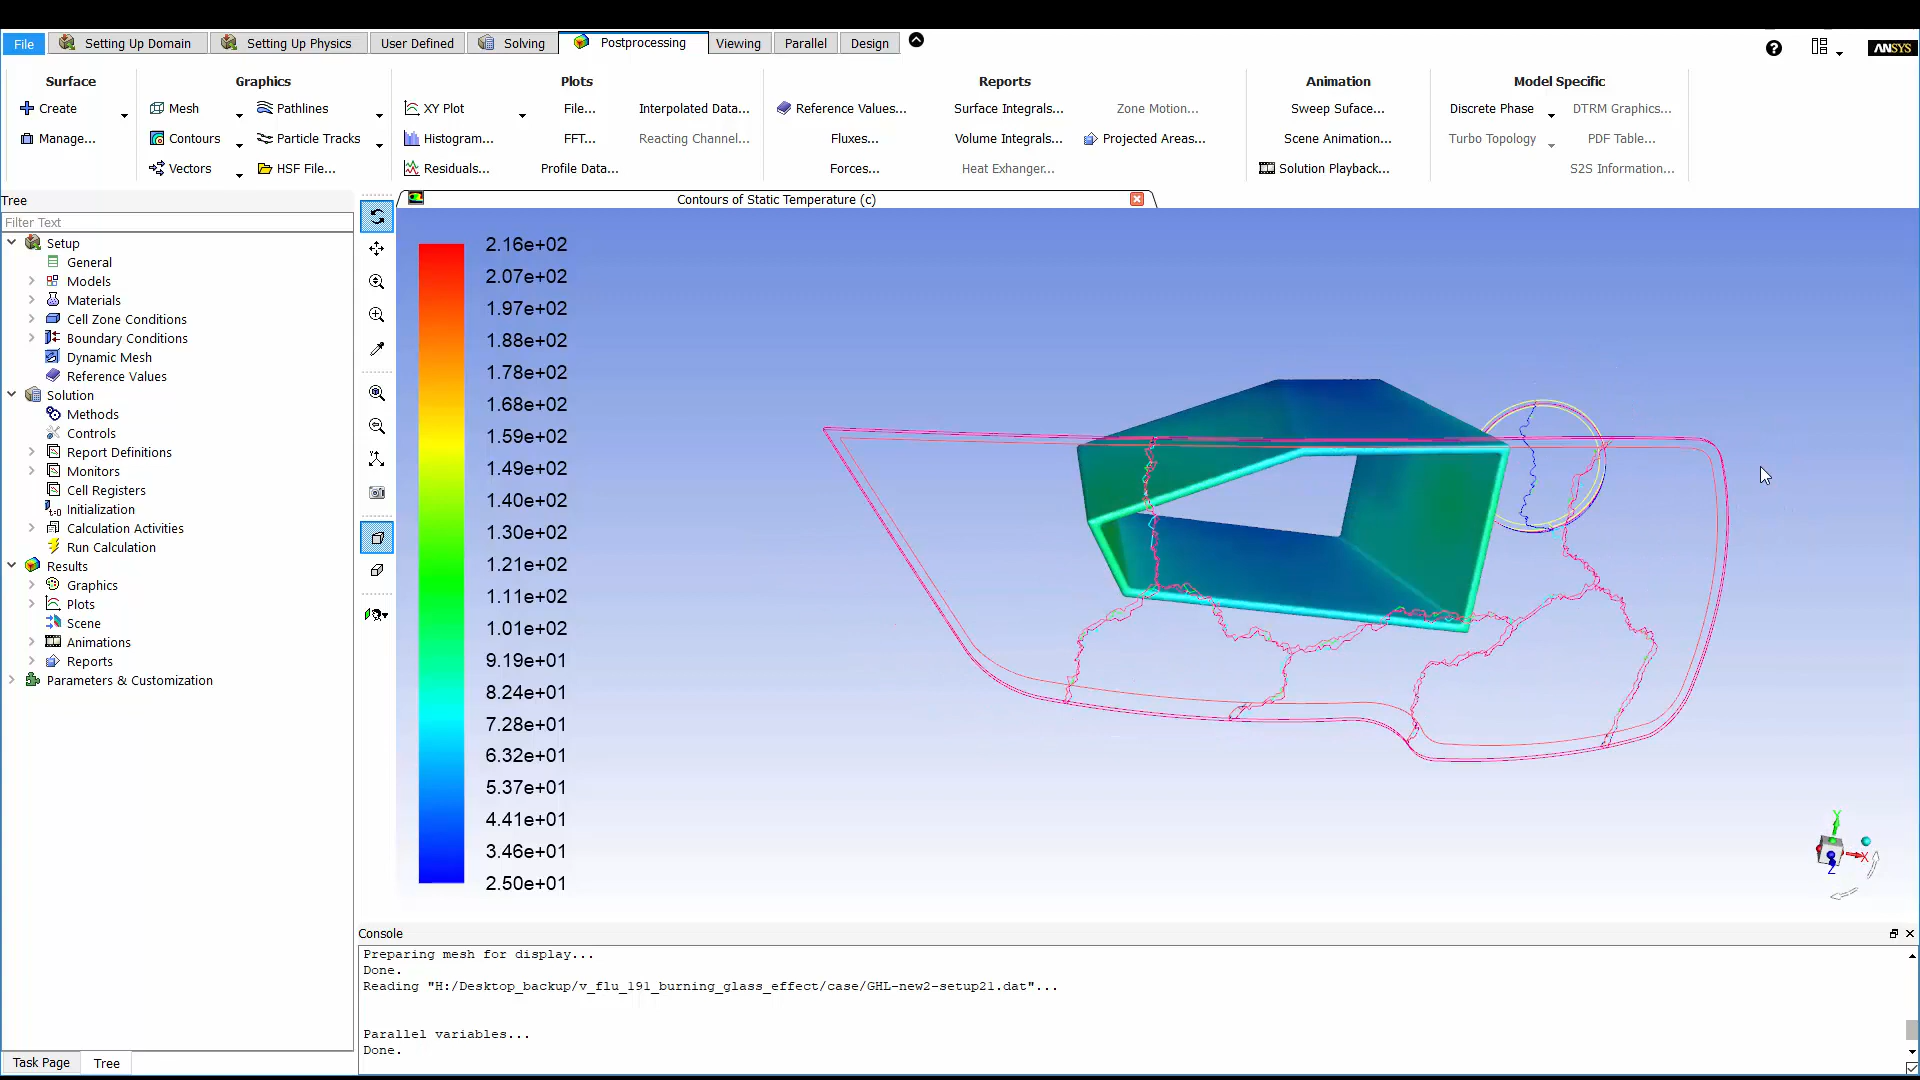 File
Setting Up Domain
Setting Up Physics
User Defined
Solving
Postprocessing
Viewing
Parallel
Design
ANSYS
Surface
Graphics
Plots
Reports
Animation
Model Specific
Create
Mesh
Pathlines
XY Plot
File...
Interpolated Data...
Reference Values...
Surface Integrals...
Zone Motion...
Sweep Suface...
Discrete Phase
DTRM Graphics...
Manage...
Contours
Particle Tracks
Histogram...
FFT...
Reacting Channel...
Fluxes...
Volume Integrals...
Projected Areas...
Scene Animation...
Turbo Topology
PDF Table...
Vectors
HSF File...
Residuals...
Profile Data...
Forces...
Heat Exhanger...
Solution Playback...
S2S Information...
Tree
Filter Text
Setup
General
Models
Materials
Cell Zone Conditions
Boundary Conditions
Dynamic Mesh
Reference Values
Solution
Methods
Controls
Report Definitions
Monitors
Cell Registers
Initialization
Calculation Activities
Run Calculation
Results
Graphics
Plots
Scene
Animations
Reports
Parameters & Customization
Task Page
Tree
Contours of Static Temperature (c)
2.16e+02
2.07e+02
1.97e+02
1.88e+02
1.78e+02
1.68e+02
1.59e+02
1.49e+02
1.40e+02
1.30e+02
1.21e+02
1.11e+02
1.01e+02
9.19e+01
8.24e+01
7.28e+01
6.32e+01
5.37e+01
4.41e+01
3.46e+01
2.50e+01
Y
X
Z
Console
Preparing mesh for display...
Done.
Reading "H:/Desktop_backup/v_flu_191_burning_glass_effect/case/GHL-new2-setup21.dat"...
Parallel variables...
Done.